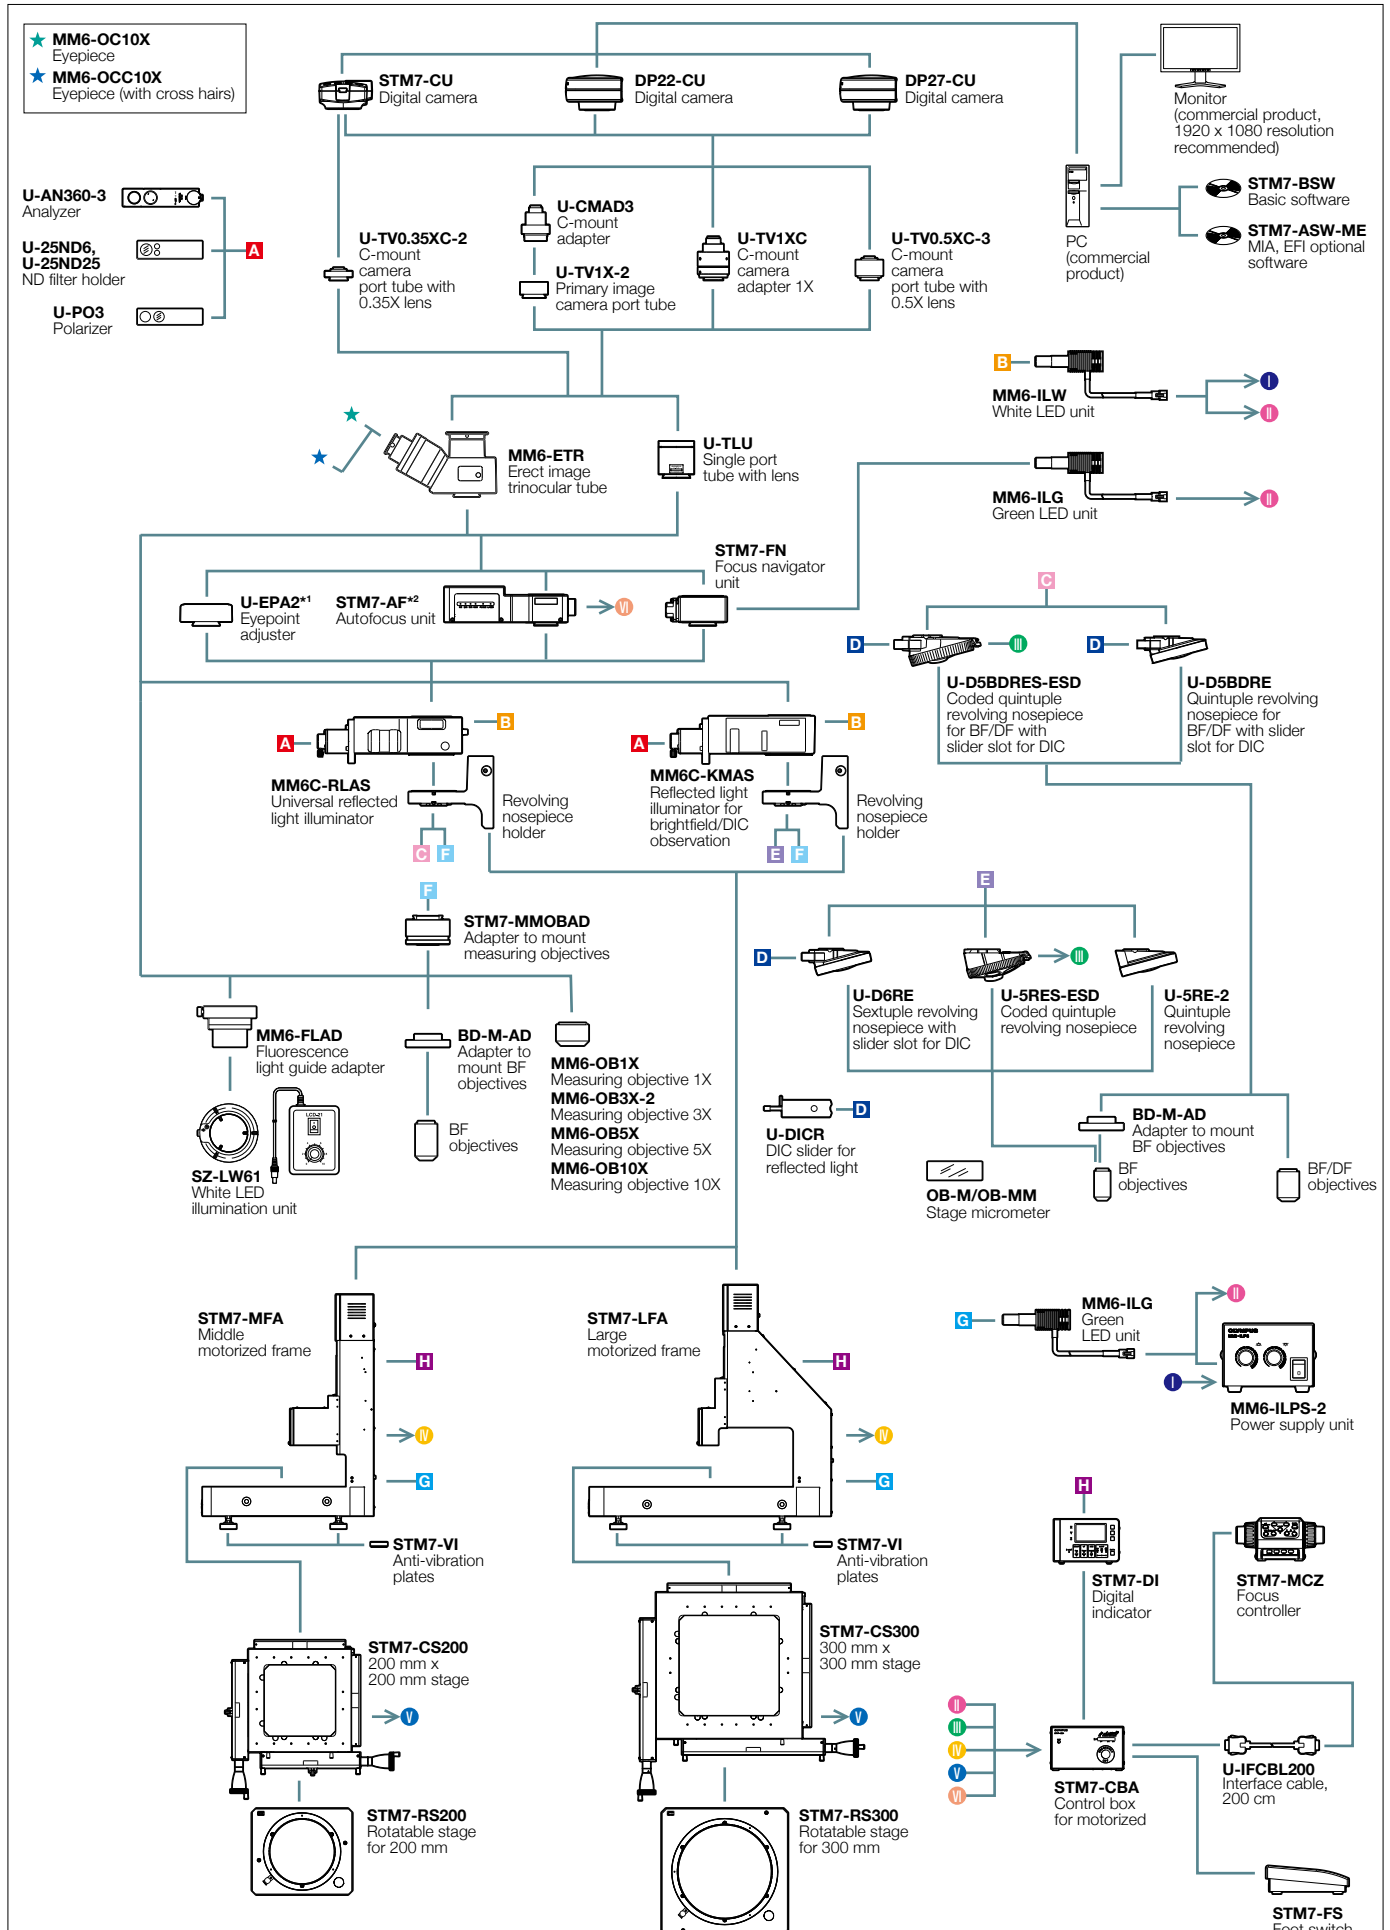 ★ MM6-OC10X
Eyepiece
★ MM6-OCC10X
Eyepiece (with cross hairs)
STM7-CU
Digital camera
DP22-CU
Digital camera
DP27-CU
Digital camera
Monitor
(commercial product,
1920 x 1080 resolution
recommended)
U-AN360-3
Analyzer
U-25ND6,
U-25ND25
ND filter holder
U-PO3
Polarizer
A
U-TV0.35XC-2
C-mount
camera
port tube with
0.35X lens
U-CMAD3
C-mount
adapter
U-TV1X-2
Primary image
camera port tube
U-TV1XC
C-mount
camera
adapter 1X
U-TV0.5XC-3
C-mount
camera
port tube with
0.5X lens
PC
(commercial
product)
STM7-BSW
Basic software
STM7-ASW-ME
MIA, EFI optional
software
B
MM6-ILW
White LED unit
I
II
MM6-ETR
Erect image
trinocular tube
U-TLU
Single port
tube with lens
MM6-ILG
Green LED unit
II
U-EPA2*1
Eyepoint
adjuster
STM7-AF*2
Autofocus unit
VI
STM7-FN
Focus navigator
unit
C
D
III
D
U-D5BDRES-ESD
Coded quintuple
revolving nosepiece
for BF/DF with
slider slot for DIC
U-D5BDRE
Quintuple revolving
nosepiece for
BF/DF with slider
slot for DIC
A
B
MM6C-RLAS
Universal reflected
light illuminator
Revolving
nosepiece
holder
C
F
A
B
MM6C-KMAS
Reflected light
illuminator for
brightfield/DIC
observation
Revolving
nosepiece
holder
E
F
F
STM7-MMOBAD
Adapter to mount
measuring objectives
E
D
III
U-D6RE
Sextuple revolving
nosepiece with
slider slot for DIC
U-5RES-ESD
Coded quintuple
revolving nosepiece
U-5RE-2
Quintuple
revolving
nosepiece
MM6-FLAD
Fluorescence
light guide adapter
BD-M-AD
Adapter to
mount BF
objectives
MM6-OB1X
Measuring objective 1X
MM6-OB3X-2
Measuring objective 3X
MM6-OB5X
Measuring objective 5X
MM6-OB10X
Measuring objective 10X
BF
objectives
SZ-LW61
White LED
illumination unit
D
U-DICR
DIC slider for
reflected light
OB-M/OB-MM
Stage micrometer
BD-M-AD
Adapter to mount
BF objectives
BF
objectives
BF/DF
objectives
STM7-MFA
Middle
motorized frame
H
IV
G
STM7-VI
Anti-vibration
plates
STM7-LFA
Large
motorized frame
H
IV
G
STM7-VI
Anti-vibration
plates
G
MM6-ILG
Green
LED unit
II
I
OLYMPUS
MM6-ILPS-2
Power supply unit
STM7-CS200
200 mm x
200 mm stage
V
STM7-RS200
Rotatable stage
for 200 mm
STM7-CS300
300 mm x
300 mm stage
V
STM7-RS300
Rotatable stage
for 300 mm
H
STM7-DI
Digital
indicator
STM7-MCZ
Focus
controller
II
III
IV
V
VI
STM7-CBA
Control box
for motorized
U-IFCBL200
Interface cable,
200 cm
STM7-FS
Foot switch